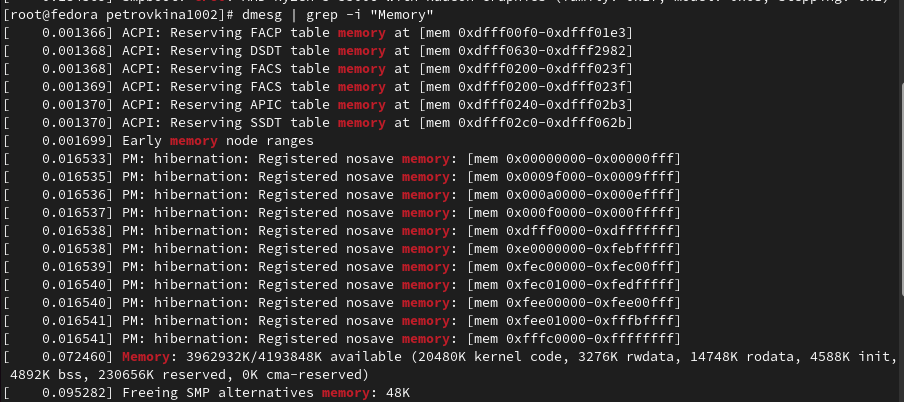 [root@fedora petrovkina1002]# dmesg | grep -i "Memory"
[    0.001366] ACPI: Reserving FACP table memory at [mem 0xdfff00f0-0xdfff01e3]
[    0.001368] ACPI: Reserving DSDT table memory at [mem 0xdfff0630-0xdfff2982]
[    0.001368] ACPI: Reserving FACS table memory at [mem 0xdfff0200-0xdfff023f]
[    0.001369] ACPI: Reserving FACS table memory at [mem 0xdfff0200-0xdfff023f]
[    0.001370] ACPI: Reserving APIC table memory at [mem 0xdfff0240-0xdfff02b3]
[    0.001370] ACPI: Reserving SSDT table memory at [mem 0xdfff02c0-0xdfff062b]
[    0.001699] Early memory node ranges
[    0.016533] PM: hibernation: Registered nosave memory: [mem 0x00000000-0x00000fff]
[    0.016535] PM: hibernation: Registered nosave memory: [mem 0x0009f000-0x0009ffff]
[    0.016536] PM: hibernation: Registered nosave memory: [mem 0x000a0000-0x000effff]
[    0.016537] PM: hibernation: Registered nosave memory: [mem 0x000f0000-0x000fffff]
[    0.016538] PM: hibernation: Registered nosave memory: [mem 0xdfff0000-0xdfffffff]
[    0.016538] PM: hibernation: Registered nosave memory: [mem 0xe0000000-0xfebfffff]
[    0.016539] PM: hibernation: Registered nosave memory: [mem 0xfec00000-0xfec00fff]
[    0.016540] PM: hibernation: Registered nosave memory: [mem 0xfec01000-0xfedfffff]
[    0.016540] PM: hibernation: Registered nosave memory: [mem 0xfee00000-0xfee00fff]
[    0.016541] PM: hibernation: Registered nosave memory: [mem 0xfee01000-0xfffbffff]
[    0.016541] PM: hibernation: Registered nosave memory: [mem 0xfffc0000-0xffffffff]
[    0.072460] Memory: 3962932K/4193848K available (20480K kernel code, 3276K rwdata, 14748K rodata, 4588K init,
4892K bss, 230656K reserved, 0K cma-reserved)
[    0.095282] Freeing SMP alternatives memory: 48K